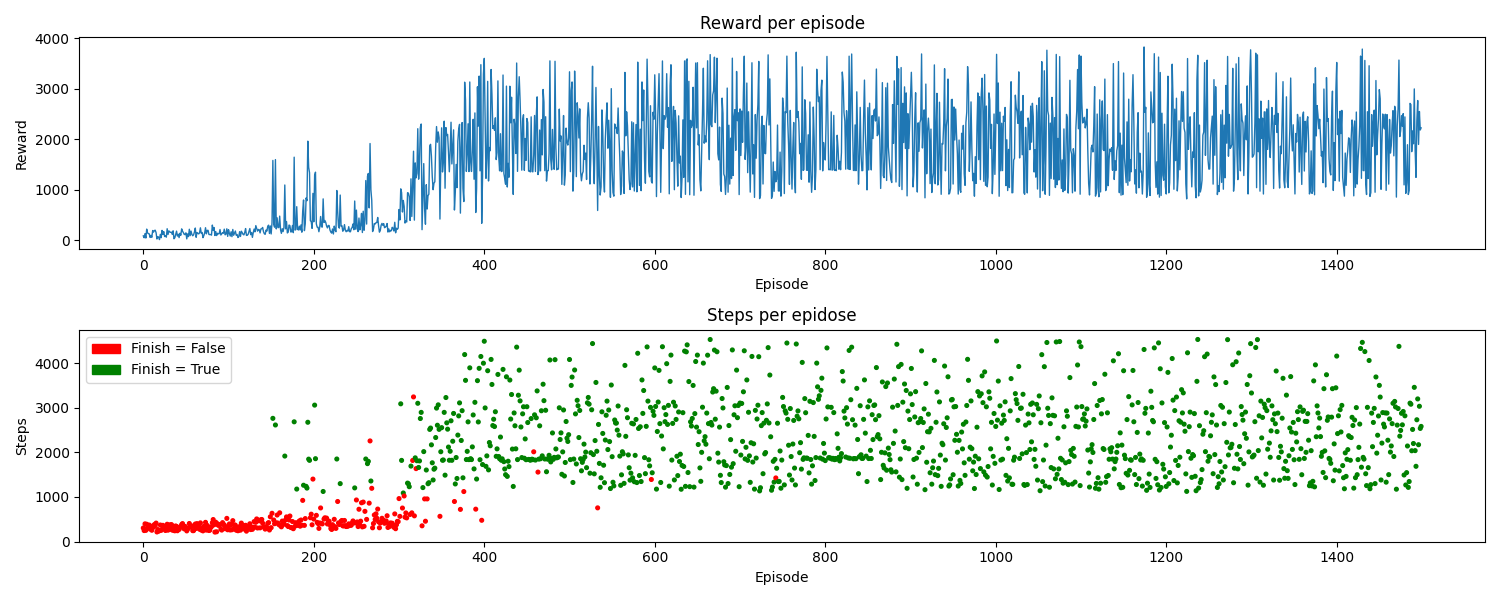 Reward per episode
4000
3000
2000
1000
0
Reward
0 200 400 600 800 1000 1200 1400
Episode
Steps per epidose
Finish = False
Finish = True
4000
3000
2000
1000
0
Steps
0 200 400 600 800 1000 1200 1400
Episode